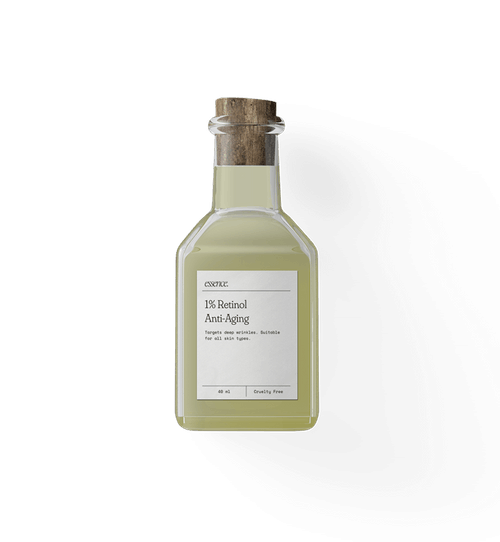 essence.
1% Retinol
Anti-Aging
Targets deep wrinkles. Suitable
for all skin types.
40 ml
Cruelty Free